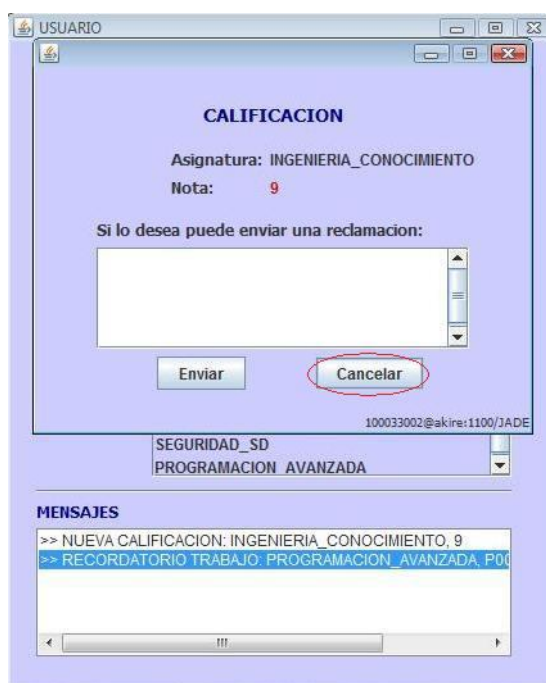 USUARIO
CALIFICACION
Asignatura: INGENIERIA_CONOCIMIENTO
Nota: 9
Si lo desea puede enviar una reclamacion:
Enviar Cancelar
100033002@akire:1100/JADE
SEGURIDAD_SD
PROGRAMACION_AVANZADA
MENSAJES
>> NUEVA CALIFICACION: INGENIERIA_CONOCIMIENTO, 9
>> RECORDATORIO TRABAJO: PROGRAMACION_AVANZADA, P00